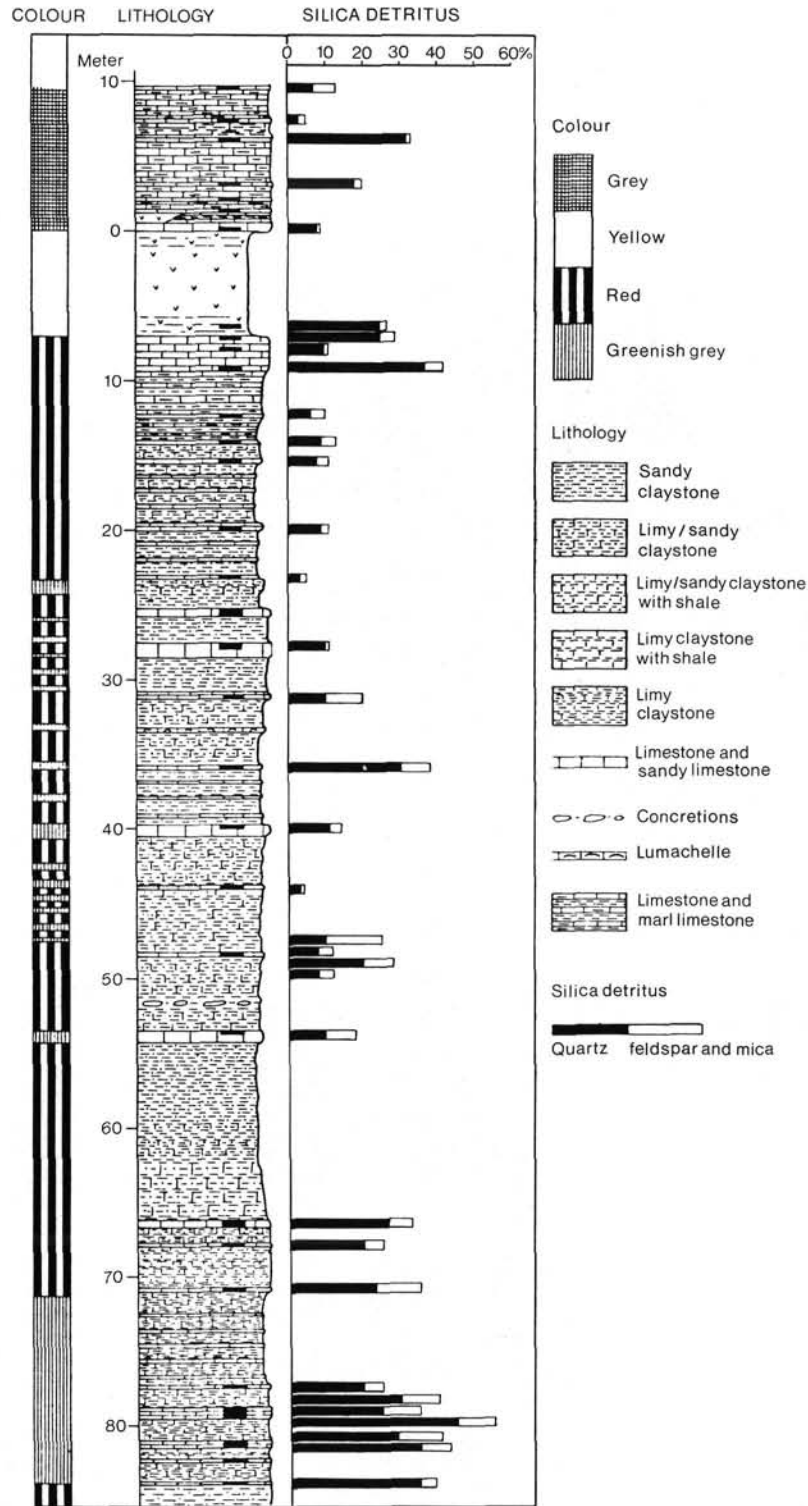 COLOUR LITHOLOGY SILICA DETRITUS
Meter
0 10 20 30 40 50 60%
10
0
10
20
30
40
50
60
70
80
Colour
Grey
Yellow
Red
Greenish grey
Lithology
Sandy
claystone
Limy / sandy
claystone
Limy/sandy claystone
with shale
Limy claystone
with shale
Limy
claystone
Limestone and
sandy limestone
Concretions
Lumachelle
Limestone and
marl limestone
Silica detritus
Quartz feldspar and mica